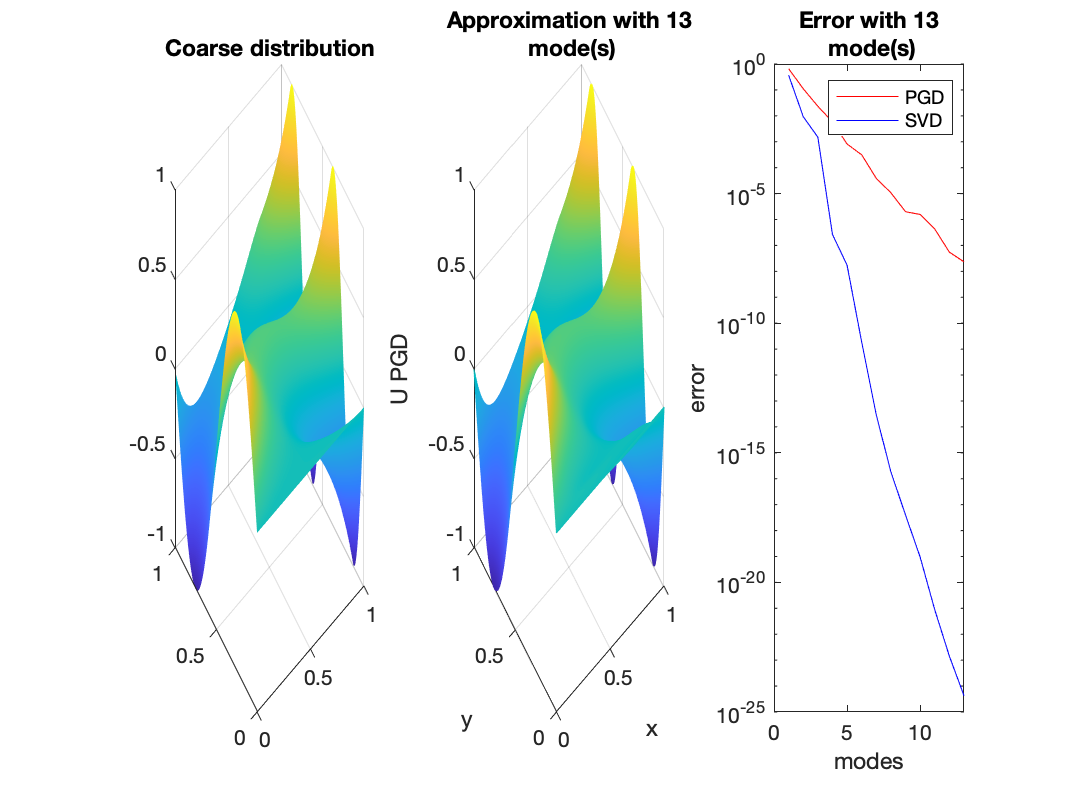 Coarse distribution
1
0.5
0
-0.5
-1
1
0.5
0
0
0.5
1
Approximation with 13
mode(s)
U PGD
1
0.5
0
-0.5
-1
1
0.5
0
y
0
0.5
1
x
Error with 13
mode(s)
PGD
SVD
error
10^0
10^-5
10^-10
10^-15
10^-20
10^-25
0
5
10
modes